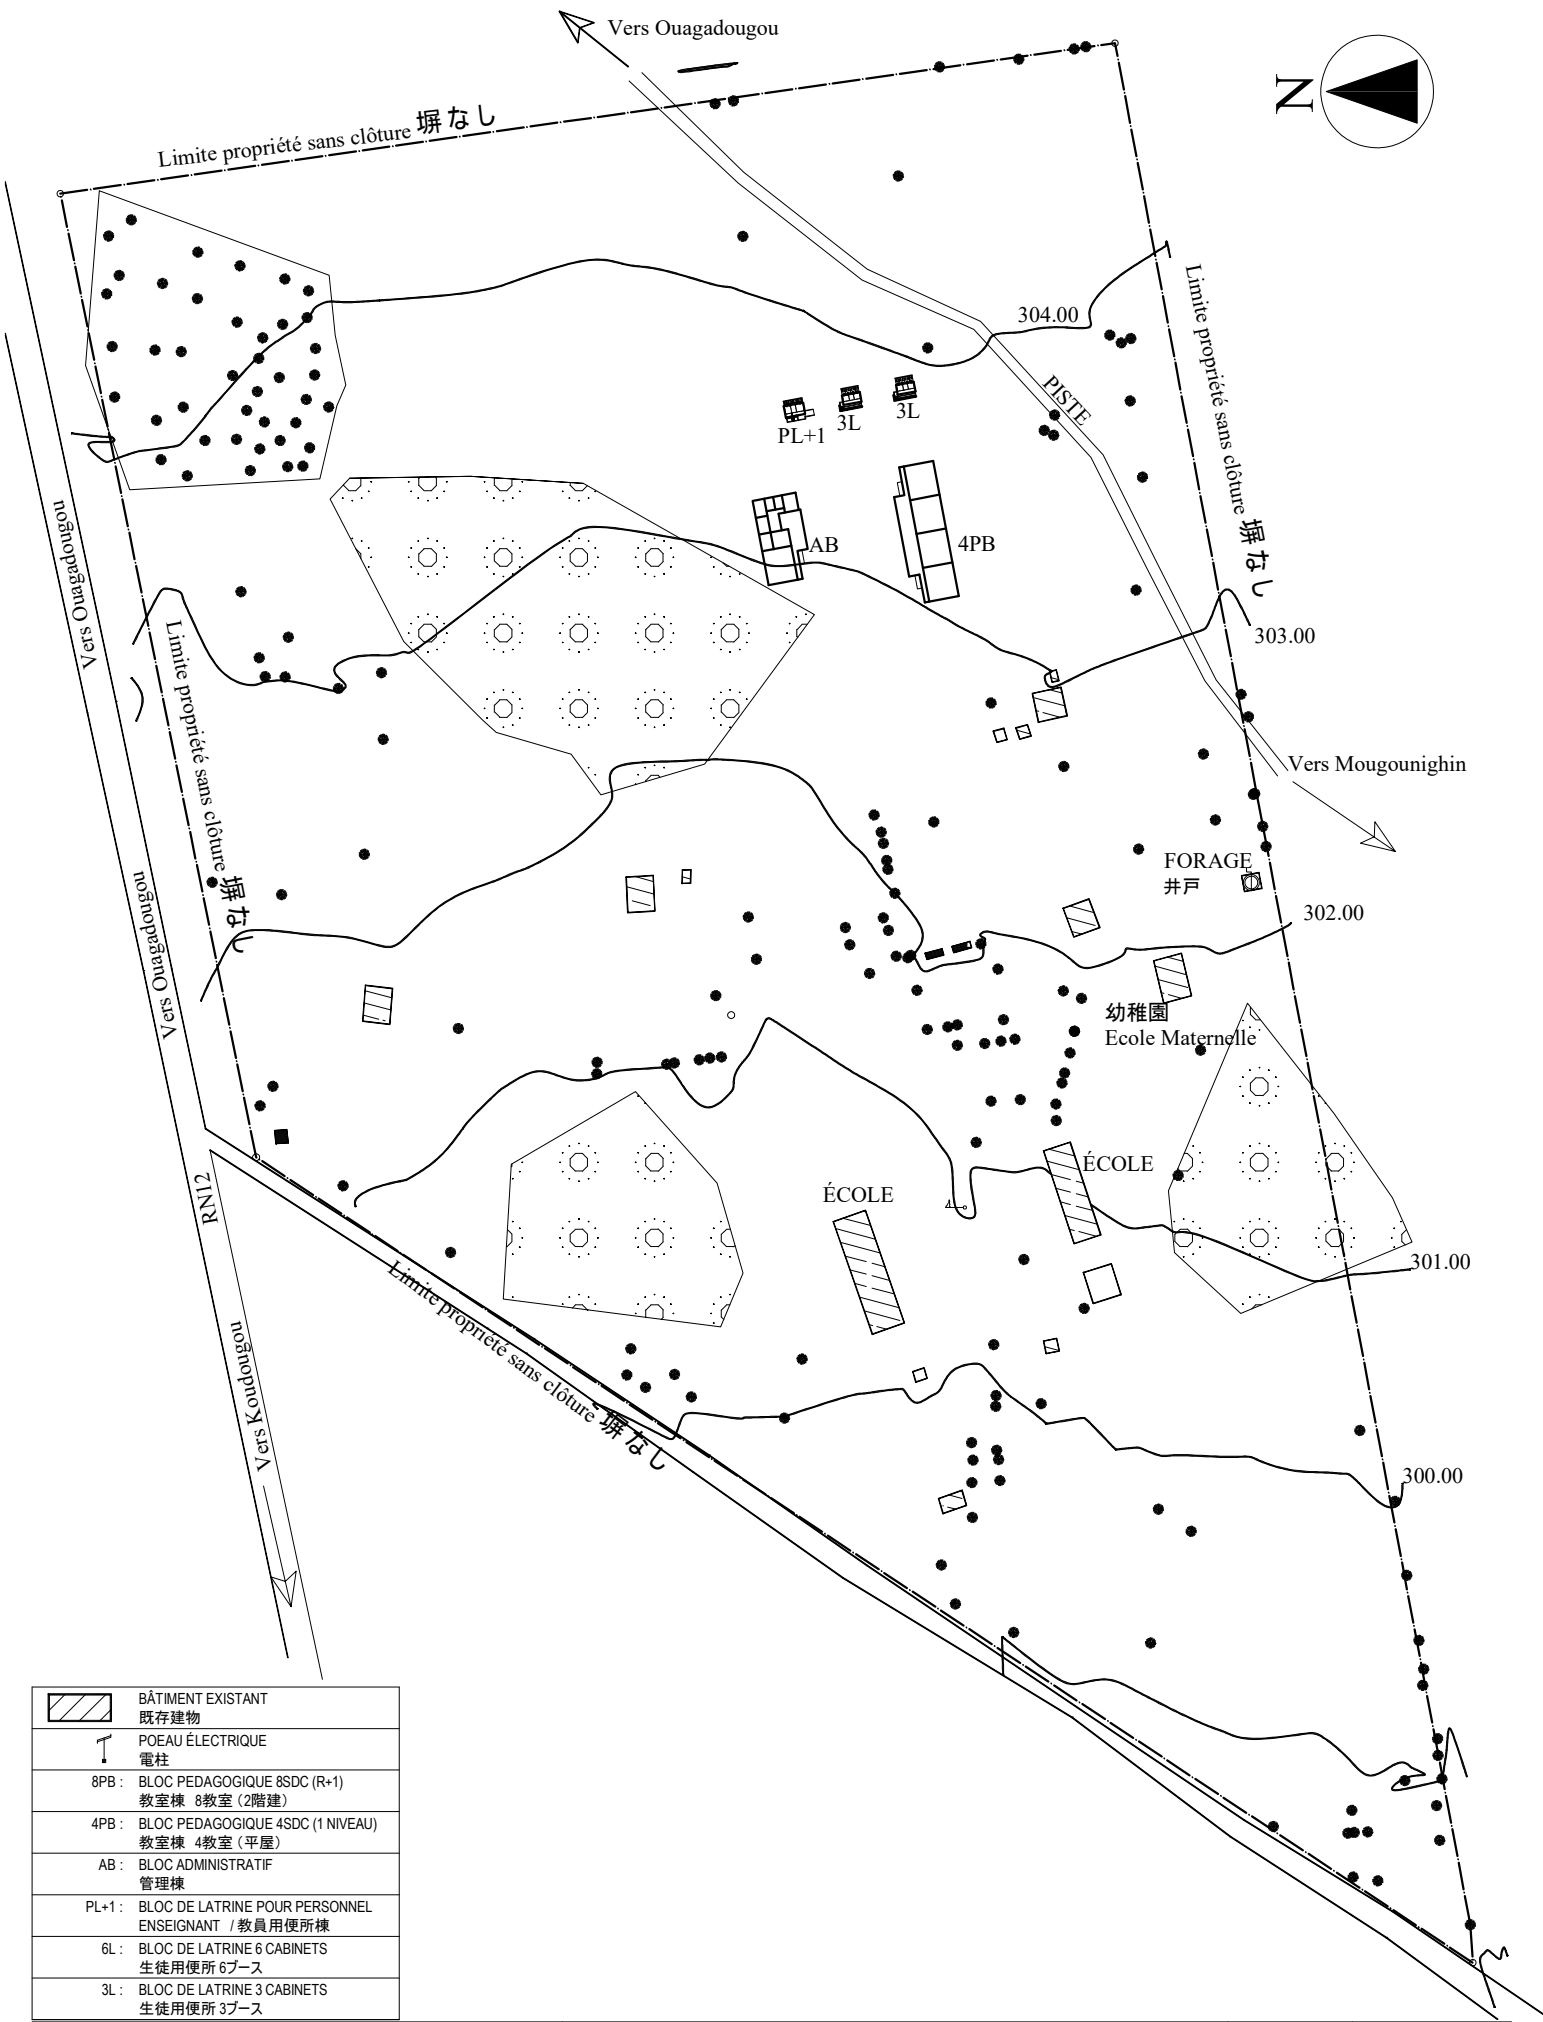 Vers Ouagadougou
N
Limite propriété sans clôture 塀なし
Limite propriété sans clôture 塀なし
304.00
PISTE
PL+1
3L
3L
AB
4PB
Vers Ouagadougou
303.00
Limite propriété sans clôture 塀なし
Vers Mougounighin
FORAGE
井戸
302.00
Vers Ouagadougou
幼稚園
Ecole Maternelle
ÉCOLE
ÉCOLE
RN12
301.00
Limite propriété sans clôture 塀なし
Vers Koudougou
300.00
BÂTIMENT EXISTANT
既存建物
POEAU ÉLECTRIQUE
電柱
8PB : BLOC PEDAGOGIQUE 8SDC (R+1)
教室棟 8教室（2階建）
4PB : BLOC PEDAGOGIQUE 4SDC (1 NIVEAU)
教室棟 4教室（平屋）
AB : BLOC ADMINISTRATIF
管理棟
PL+1 : BLOC DE LATRINE POUR PERSONNEL
ENSEIGNANT / 教員用便所棟
6L : BLOC DE LATRINE 6 CABINETS
生徒用便所 6ブース
3L : BLOC DE LATRINE 3 CABINETS
生徒用便所 3ブース